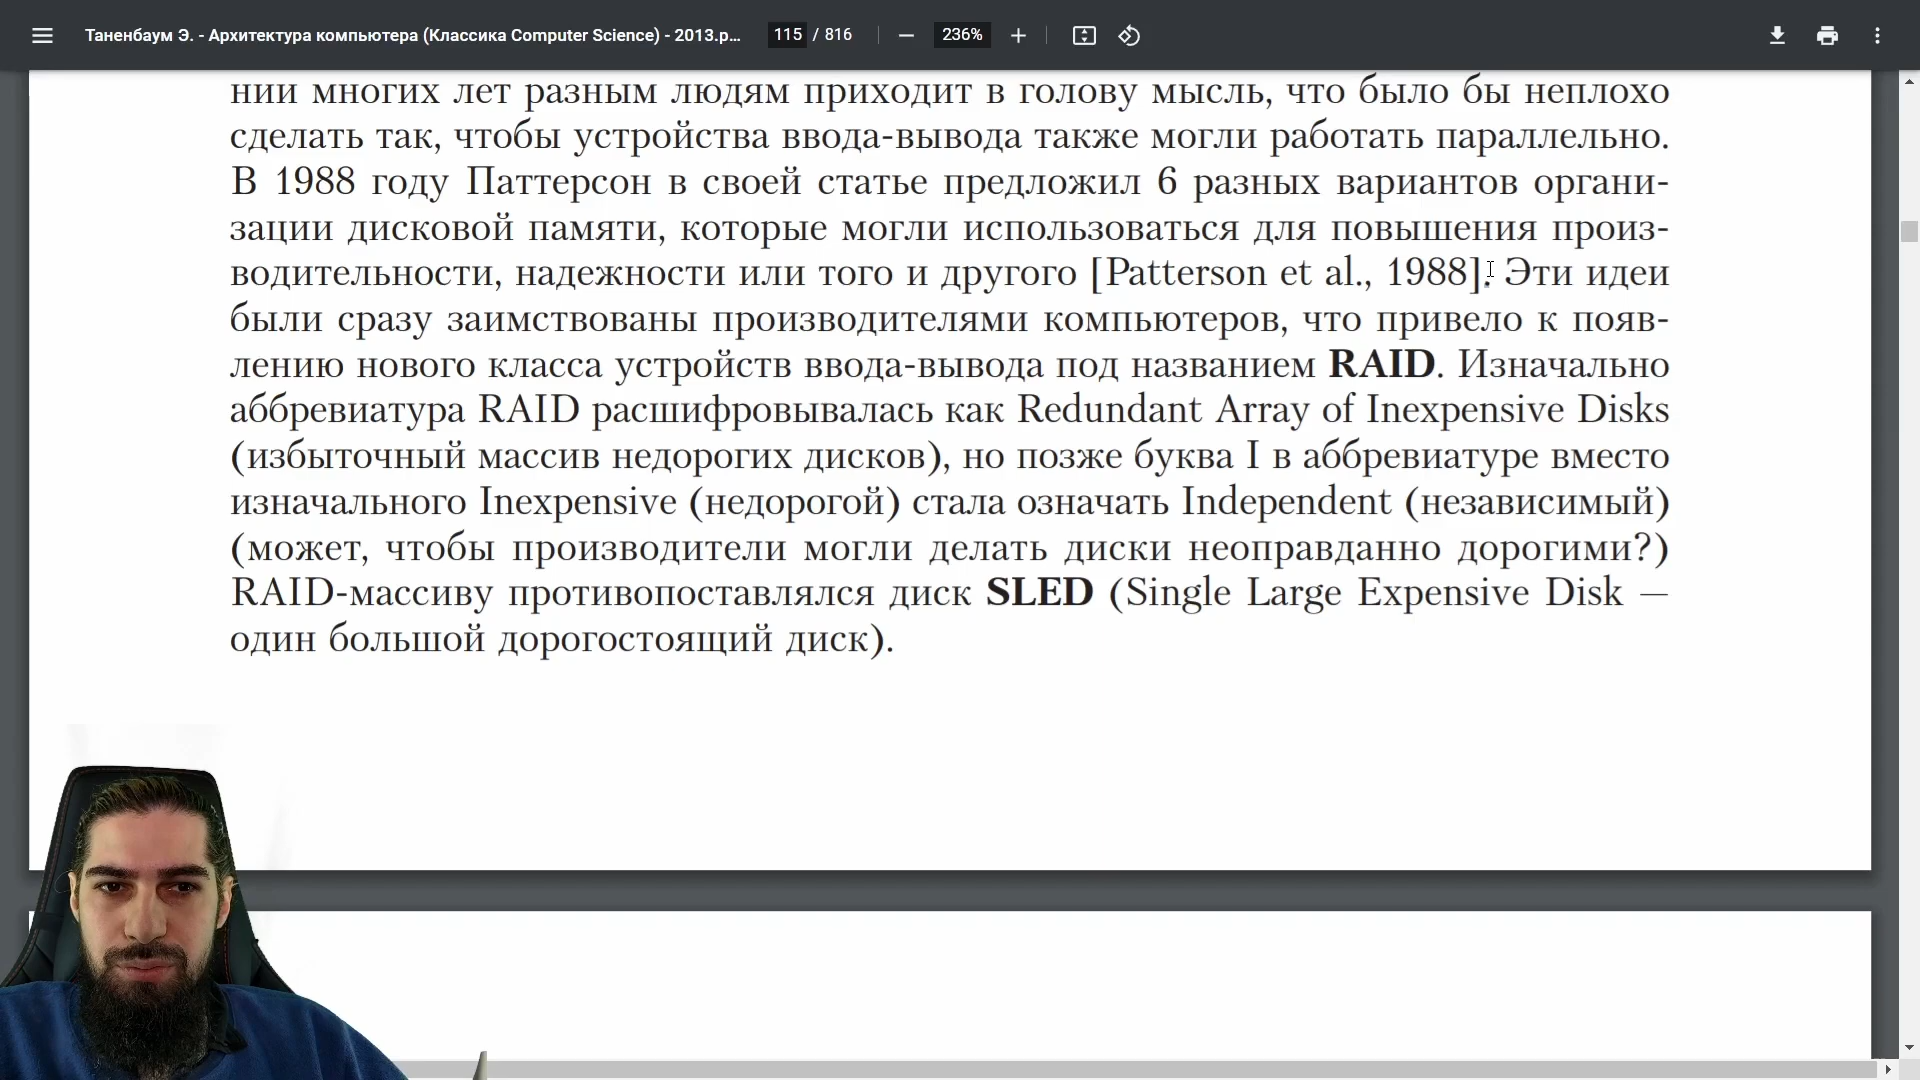 Таненбаум Э. - Архитектура компьютера (Классика Computer Science) - 2013.p... 115 / 816 236%
нии многих лет разным людям приходит в голову мысль, что было бы неплохо
сделать так, чтобы устройства ввода-вывода также могли работать параллельно.
В 1988 году Паттерсон в своей статье предложил 6 разных вариантов органи-
зации дисковой памяти, которые могли использоваться для повышения произ-
водительности, надежности или того и другого [Patterson et al., 1988]. Эти идеи
были сразу заимствованы производителями компьютеров, что привело к появ-
лению нового класса устройств ввода-вывода под названием RAID. Изначально
аббревиатура RAID расшифровывалась как Redundant Array of Inexpensive Disks
(избыточный массив недорогих дисков), но позже буква I в аббревиатуре вместо
изначального Inexpensive (недорогой) стала означать Independent (независимый)
(может, чтобы производители могли делать диски неоправданно дорогими?)
RAID-массиву противопоставлялся диск SLED (Single Large Expensive Disk —
один большой дорогостоящий диск).